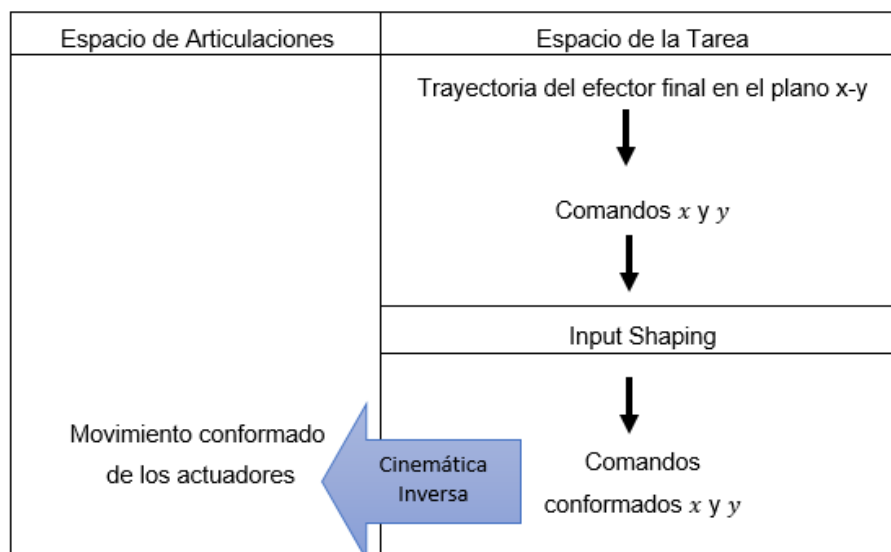 Espacio de Articulaciones
Espacio de la Tarea
Trayectoria del efector final en el plano x-y
Comandos x y y
Input Shaping
Movimiento conformado
de los actuadores
Cinemática
Inversa
Comandos
conformados x y y